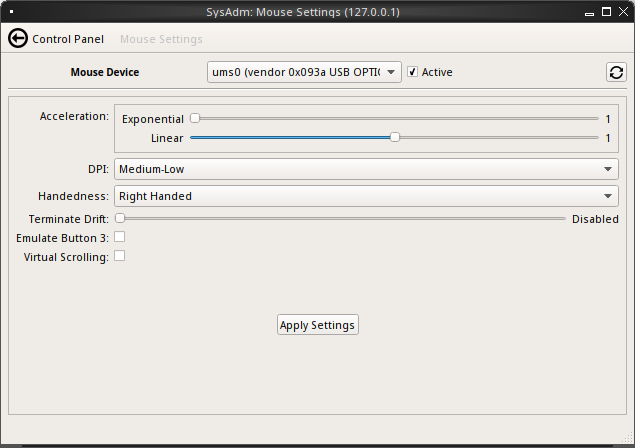 SysAdm: Mouse Settings (127.0.0.1)
Control Panel Mouse Settings
Mouse Device ums0 (vendor 0x093a USB OPTIC Active
Acceleration: Exponential 1
Linear 1
DPI: Medium-Low
Handedness: Right Handed
Terminate Drift: Disabled
Emulate Button 3:
Virtual Scrolling:
Apply Settings